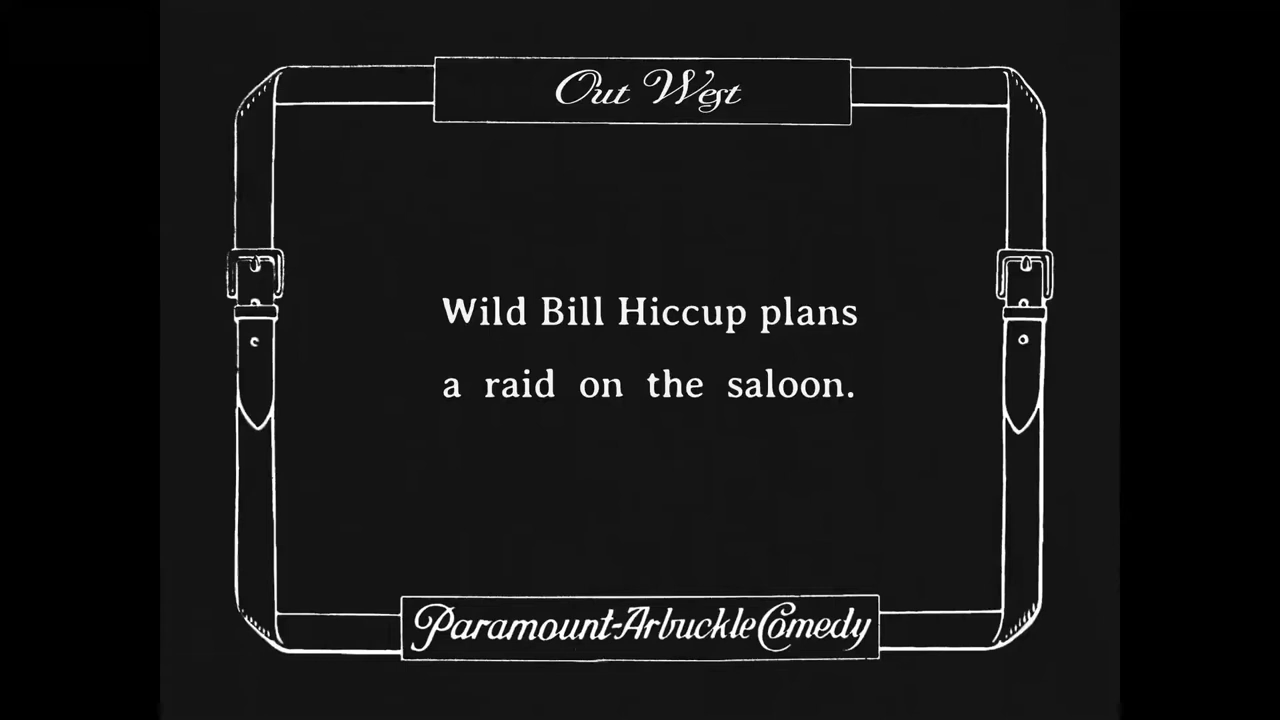 Out West
Wild Bill Hiccup plans
a raid on the saloon.
Paramount-Arbuckle Comedy